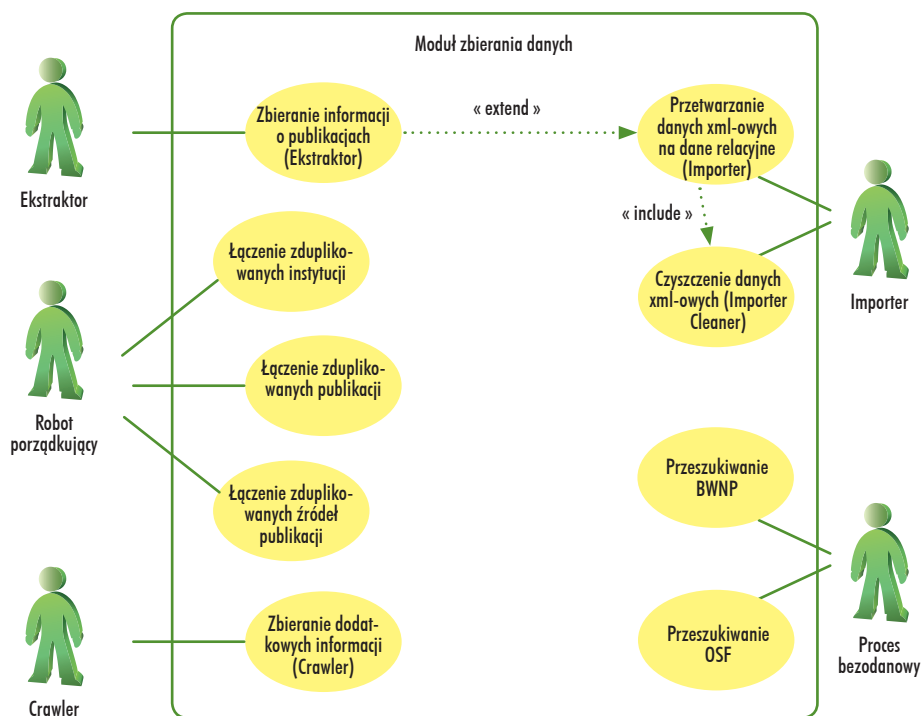 Moduł zbierania danych
Zbieranie informacji
o publikacjach
(Ekstraktor)
« extend »
Przetwarzanie
danych xml-owych
na dane relacyjne
(Importer)
Ekstraktor
« include »
Łączenie zdupliko-
wanych instytucji
Czyszczenie danych
xml-owych (Importer
Cleaner)
Importer
Łączenie zdupliko-
wanych publikacji
Robot
porządkujący
Przeszukiwanie
BWNP
Łączenie zdupliko-
wanych źródeł
publikacji
Zbieranie dodat-
kowych informacji
(Crawler)
Przeszukiwanie
OSF
Proces
bezodanowy
Crawler